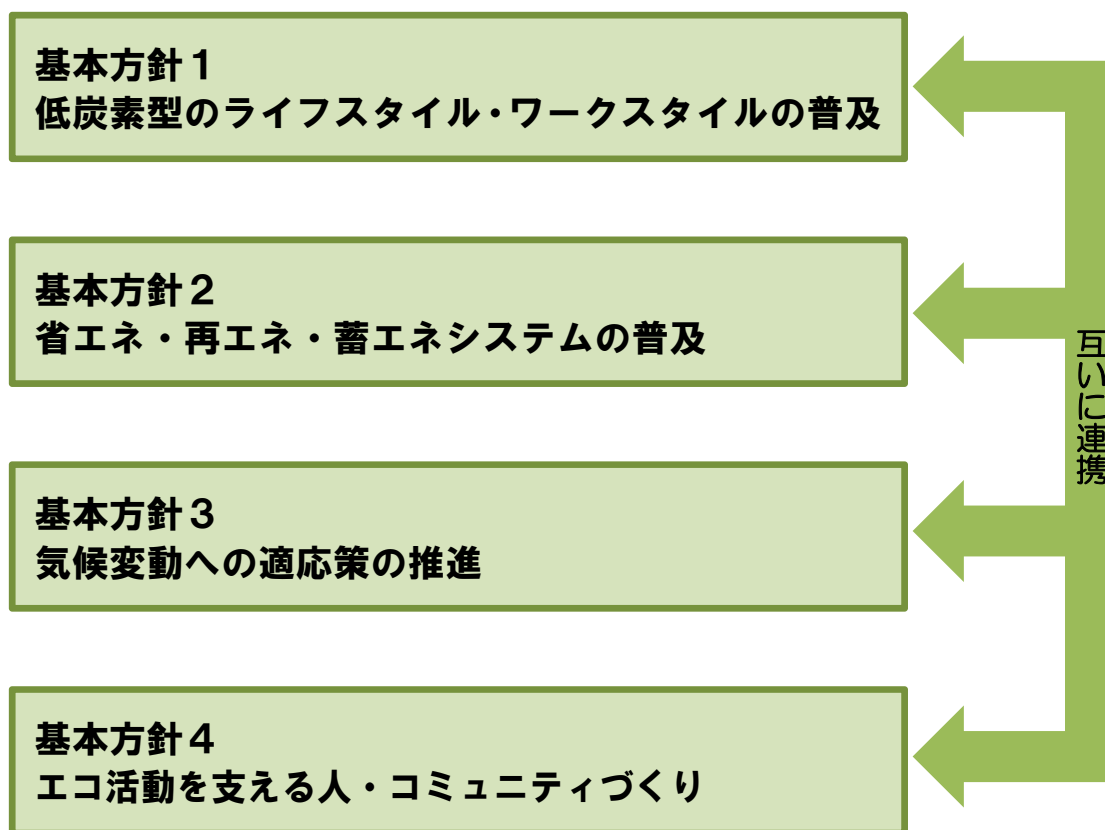 基本方針１
低炭素型のライフスタイル・ワークスタイルの普及
基本方針２
省エネ・再エネ・蓄エネシステムの普及
基本方針３
気候変動への適応策の推進
基本方針４
エコ活動を支える人・コミュニティづくり
互いに連携